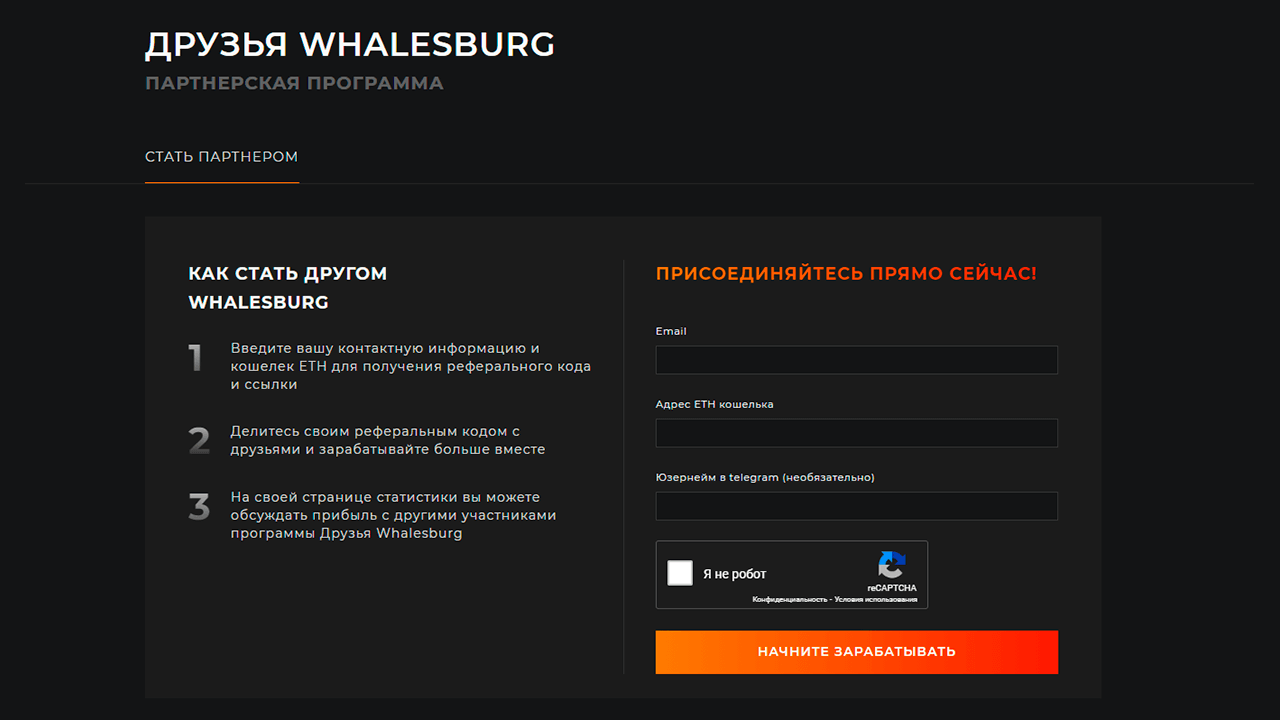 ДРУЗЬЯ WHALESBURG
ПАРТНЕРСКАЯ ПРОГРАММА
СТАТЬ ПАРТНЕРОМ
КАК СТАТЬ ДРУГОМ
WHALESBURG
1
Введите вашу контактную информацию и
кошелек ETH для получения реферального кода
и ссылки
2
Делитесь своим реферальным кодом с
друзьями и зарабатывайте больше вместе
3
На своей странице статистики вы можете
обсуждать прибыль с другими участниками
программы Друзья Whalesburg
ПРИСОЕДИНЯЙТЕСЬ ПРЯМО СЕЙЧАС!
Email
Адрес ETH кошелька
Юзернейм в telegram (необязательно)
Я не робот
reCAPTCHA
Конфиденциальность - Условия использования
НАЧНИТЕ ЗАРАБАТЫВАТЬ